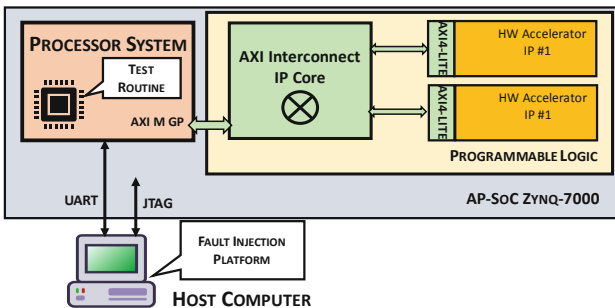 PROCESSOR SYSTEM
TEST
ROUTINE
AXI M GP
AXI Interconnect
IP Core
AXI4-LITE
HW Accelerator
IP #1
AXI4-LITE
HW Accelerator
IP #1
PROGRAMMABLE LOGIC
AP-SOC ZYNQ-7000
UART
JTAG
FAULT INJECTION
PLATFORM
HOST COMPUTER